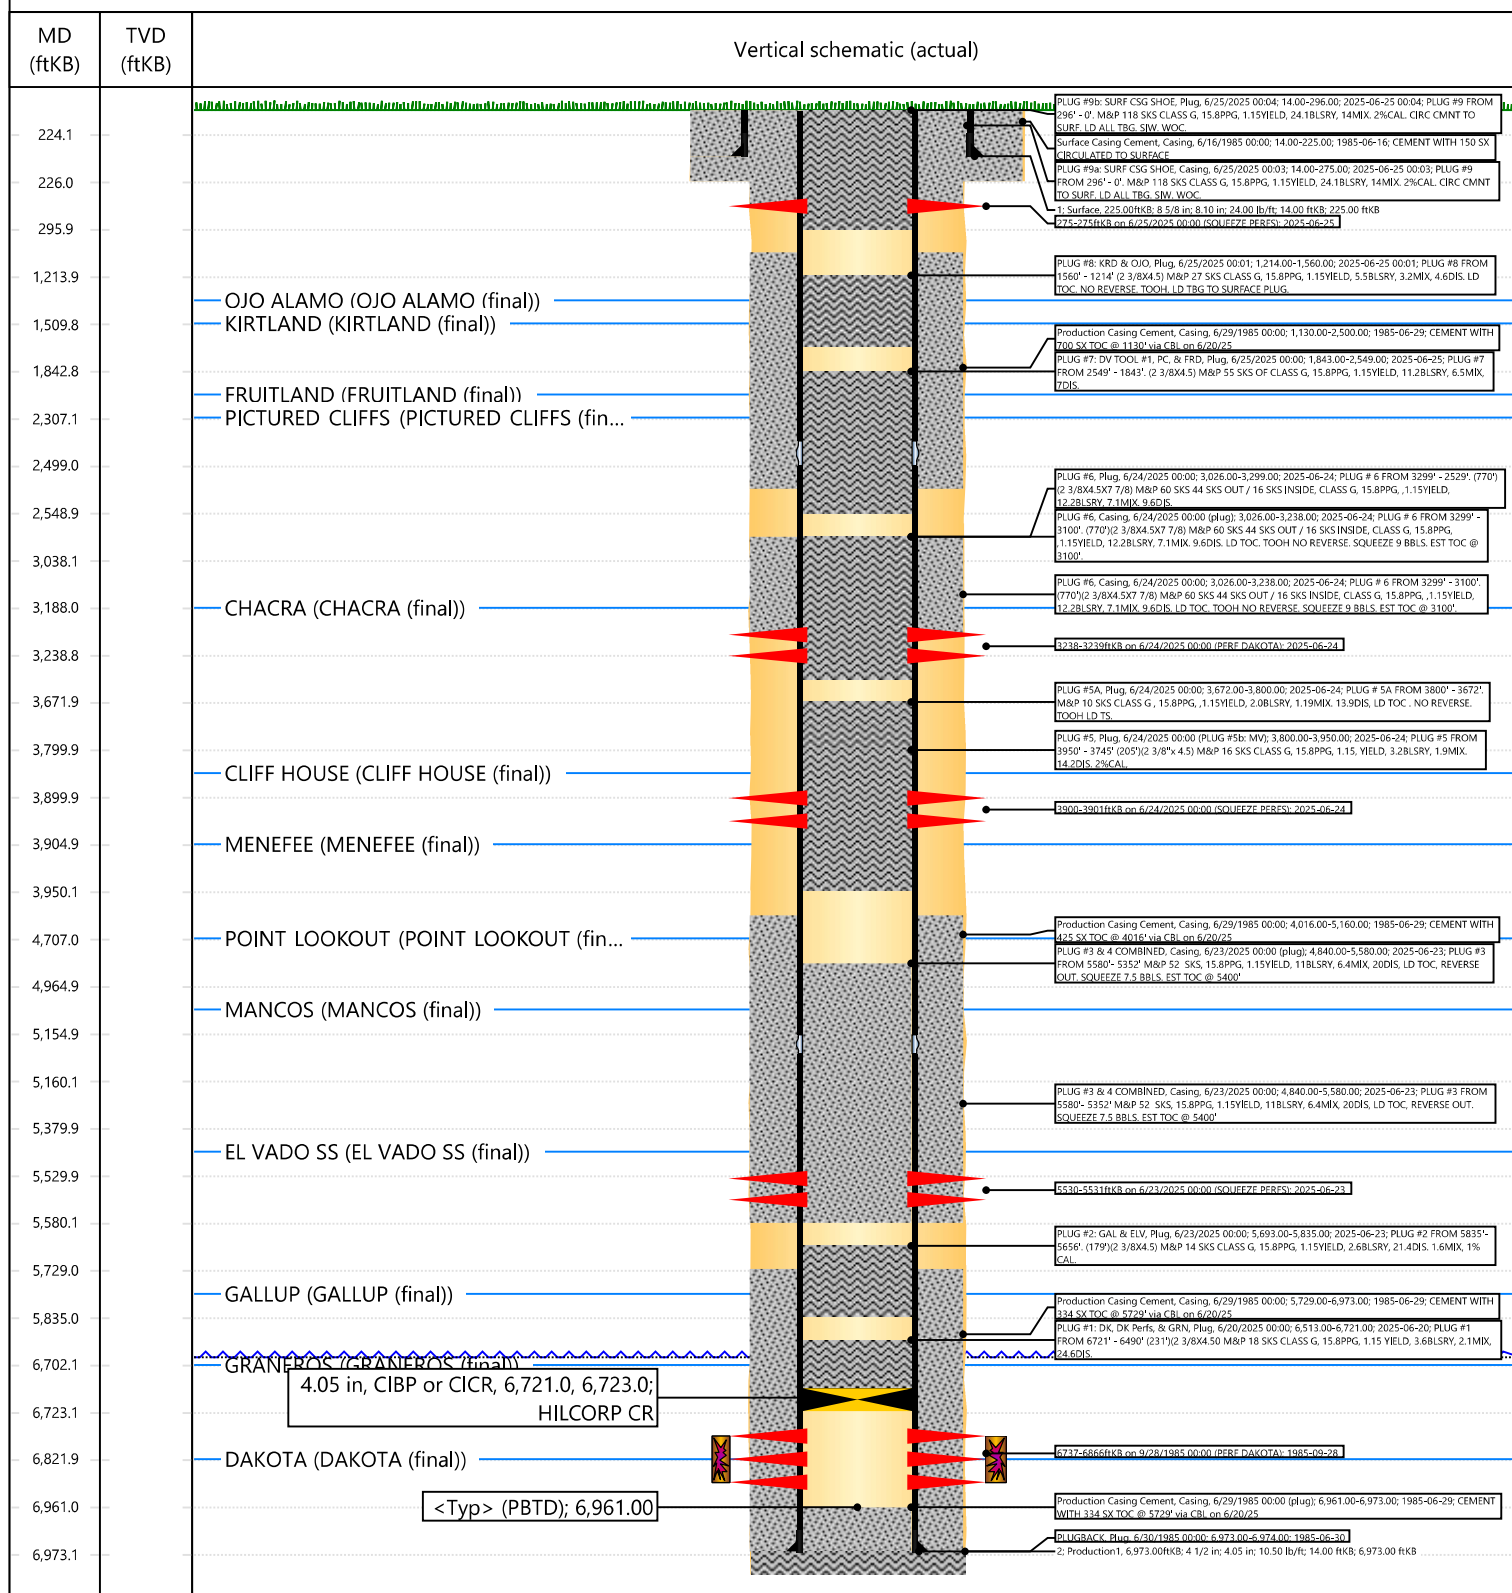 MD
(ftKB)
TVD
(ftKB)
Vertical schematic (actual)
224.1
226.0
295.9
1,213.9
1,509.8
1,842.8
2,307.1
2,499.0
2,548.9
3,038.1
3,188.0
3,238.8
3,671.9
3,799.9
3,899.9
3,904.9
3,950.1
4,707.0
4,964.9
5,154.9
5,160.1
5,379.9
5,529.9
5,580.1
5,729.0
5,835.0
6,702.1
6,723.1
6,821.9
6,961.0
6,973.1
OJO ALAMO (OJO ALAMO (final))
KIRTLAND (KIRTLAND (final))
FRUITLAND (FRUITLAND (final))
PICTURED CLIFFS (PICTURED CLIFFS (fin...
CHACRA (CHACRA (final))
CLIFF HOUSE (CLIFF HOUSE (final))
MENEFEE (MENEFEE (final))
POINT LOOKOUT (POINT LOOKOUT (fin...
MANCOS (MANCOS (final))
EL VADO SS (EL VADO SS (final))
GALLUP (GALLUP (final))
GRANEROS (GRANEROS (final))
4.05 in, CIBP or CICR, 6,721.0, 6,723.0;
HILCORP CR
DAKOTA (DAKOTA (final))
<Typ> (PBTD); 6,961.00
PLUG #9b: SURF CSG SHOE, Plug, 6/25/2025 00:04; 14.00-296.00; 2025-06-25 00:04; PLUG #9 FROM
296' - 0'. M&P 118 SKS CLASS G, 15.8PPG, 1.15YIELD, 24.1BLSRY, 14MIX. 2%CAL. CIRC CMNT TO
SURF. LD ALL TBG. SIW. WOC.
Surface Casing Cement, Casing, 6/16/1985 00:00; 14.00-225.00; 1985-06-16; CEMENT WITH 150 SX
CIRCULATED TO SURFACE
PLUG #9a: SURF CSG SHOE, Casing, 6/25/2025 00:03; 14.00-275.00; 2025-06-25 00:03; PLUG #9
FROM 296' - 0'. M&P 118 SKS CLASS G, 15.8PPG, 1.15YIELD, 24.1BLSRY, 14MIX. 2%CAL. CIRC CMNT
TO SURF. LD ALL TBG. SIW. WOC.
1; Surface, 225.00ftKB; 8 5/8 in; 8.10 in; 24.00 lb/ft; 14.00 ftKB; 225.00 ftKB
275-275ftKB on 6/25/2025 00:00 (SQUEEZE PERFS); 2025-06-25
PLUG #8: KRD & OJO, Plug, 6/25/2025 00:01; 1,214.00-1,560.00; 2025-06-25 00:01; PLUG #8 FROM
1560' - 1214' (2 3/8X4.5) M&P 27 SKS CLASS G, 15.8PPG, 1.15YIELD, 5.5BLSRY, 3.2MIX, 4.6DIS. LD
TOC. NO REVERSE. TOOH. LD TBG TO SURFACE PLUG.
Production Casing Cement, Casing, 6/29/1985 00:00; 1,130.00-2,500.00; 1985-06-29; CEMENT WITH
700 SX TOC @ 1130' via CBL on 6/20/25
PLUG #7: DV TOOL #1, PC, & FRD, Plug, 6/25/2025 00:00; 1,843.00-2,549.00; 2025-06-25; PLUG #7
FROM 2549' - 1843'. (2 3/8X4.5) M&P 55 SKS OF CLASS G, 15.8PPG, 1.15YIELD, 11.2BLSRY, 6.5MIX,
7DIS.
PLUG #6, Plug, 6/24/2025 00:00; 3,026.00-3,299.00; 2025-06-24; PLUG # 6 FROM 3299' - 2529'. (770')
(2 3/8X4.5X7 7/8) M&P 60 SKS 44 SKS OUT / 16 SKS INSIDE, CLASS G, 15.8PPG, ,1.15YIELD,
12.2BLSRY, 7.1MIX. 9.6DIS.
PLUG #6, Casing, 6/24/2025 00:00 (plug); 3,026.00-3,238.00; 2025-06-24; PLUG # 6 FROM 3299' -
3100'. (770')(2 3/8X4.5X7 7/8) M&P 60 SKS 44 SKS OUT / 16 SKS INSIDE, CLASS G, 15.8PPG,
,1.15YIELD, 12.2BLSRY, 7.1MIX. 9.6DIS. LD TOC. TOOH NO REVERSE. SQUEEZE 9 BBLS. EST TOC @
3100'.
PLUG #6, Casing, 6/24/2025 00:00; 3,026.00-3,238.00; 2025-06-24; PLUG # 6 FROM 3299' - 3100'.
(770')(2 3/8X4.5X7 7/8) M&P 60 SKS 44 SKS OUT / 16 SKS INSIDE, CLASS G, 15.8PPG, ,1.15YIELD,
12.2BLSRY, 7.1MIX. 9.6DIS. LD TOC. TOOH NO REVERSE. SQUEEZE 9 BBLS. EST TOC @ 3100'.
3238-3239ftKB on 6/24/2025 00:00 (PERF DAKOTA); 2025-06-24
PLUG #5A, Plug, 6/24/2025 00:00; 3,672.00-3,800.00; 2025-06-24; PLUG # 5A FROM 3800' - 3672'.
M&P 10 SKS CLASS G , 15.8PPG, ,1.15YIELD, 2.0BLSRY, 1.19MIX. 13.9DIS, LD TOC . NO REVERSE.
TOOH LD TS.
PLUG #5, Plug, 6/24/2025 00:00 (PLUG #5b: MV); 3,800.00-3,950.00; 2025-06-24; PLUG #5 FROM
3950' - 3745' (205')(2 3/8"x 4.5) M&P 16 SKS CLASS G, 15.8PPG, 1.15, YIELD, 3.2BLSRY, 1.9MIX.
14.2DIS. 2%CAL.
3900-3901ftKB on 6/24/2025 00:00 (SQUEEZE PERFS); 2025-06-24
Production Casing Cement, Casing, 6/29/1985 00:00; 4,016.00-5,160.00; 1985-06-29; CEMENT WITH
425 SX TOC @ 4016' via CBL on 6/20/25
PLUG #3 & 4 COMBINED, Casing, 6/23/2025 00:00 (plug); 4,840.00-5,580.00; 2025-06-23; PLUG #3
FROM 5580'- 5352' M&P 52  SKS, 15.8PPG, 1.15YIELD, 11BLSRY, 6.4MIX, 20DIS, LD TOC, REVERSE
OUT. SQUEEZE 7.5 BBLS. EST TOC @ 5400'
PLUG #3 & 4 COMBINED, Casing, 6/23/2025 00:00; 4,840.00-5,580.00; 2025-06-23; PLUG #3 FROM
5580'- 5352' M&P 52  SKS, 15.8PPG, 1.15YIELD, 11BLSRY, 6.4MIX, 20DIS, LD TOC, REVERSE OUT.
SQUEEZE 7.5 BBLS. EST TOC @ 5400'
5530-5531ftKB on 6/23/2025 00:00 (SQUEEZE PERFS); 2025-06-23
PLUG #2: GAL & ELV, Plug, 6/23/2025 00:00; 5,693.00-5,835.00; 2025-06-23; PLUG #2 FROM 5835'-
5656'. (179')(2 3/8X4.5) M&P 14 SKS CLASS G, 15.8PPG, 1.15YIELD, 2.6BLSRY, 21.4DIS. 1.6MIX, 1%
CAL.
Production Casing Cement, Casing, 6/29/1985 00:00; 5,729.00-6,973.00; 1985-06-29; CEMENT WITH
334 SX TOC @ 5729' via CBL on 6/20/25
PLUG #1: DK, DK Perfs, & GRN, Plug, 6/20/2025 00:00; 6,513.00-6,721.00; 2025-06-20; PLUG #1
FROM 6721' - 6490' (231')(2 3/8X4.50 M&P 18 SKS CLASS G, 15.8PPG, 1.15 YIELD, 3.6BLSRY, 2.1MIX,
24.6DIS.
6737-6866ftKB on 9/28/1985 00:00 (PERF DAKOTA); 1985-09-28
Production Casing Cement, Casing, 6/29/1985 00:00 (plug); 6,961.00-6,973.00; 1985-06-29; CEMENT
WITH 334 SX TOC @ 5729' via CBL on 6/20/25
PLUGBACK, Plug, 6/30/1985 00:00; 6,973.00-6,974.00; 1985-06-30
2; Production1, 6,973.00ftKB; 4 1/2 in; 4.05 in; 10.50 lb/ft; 14.00 ftKB; 6,973.00 ftKB